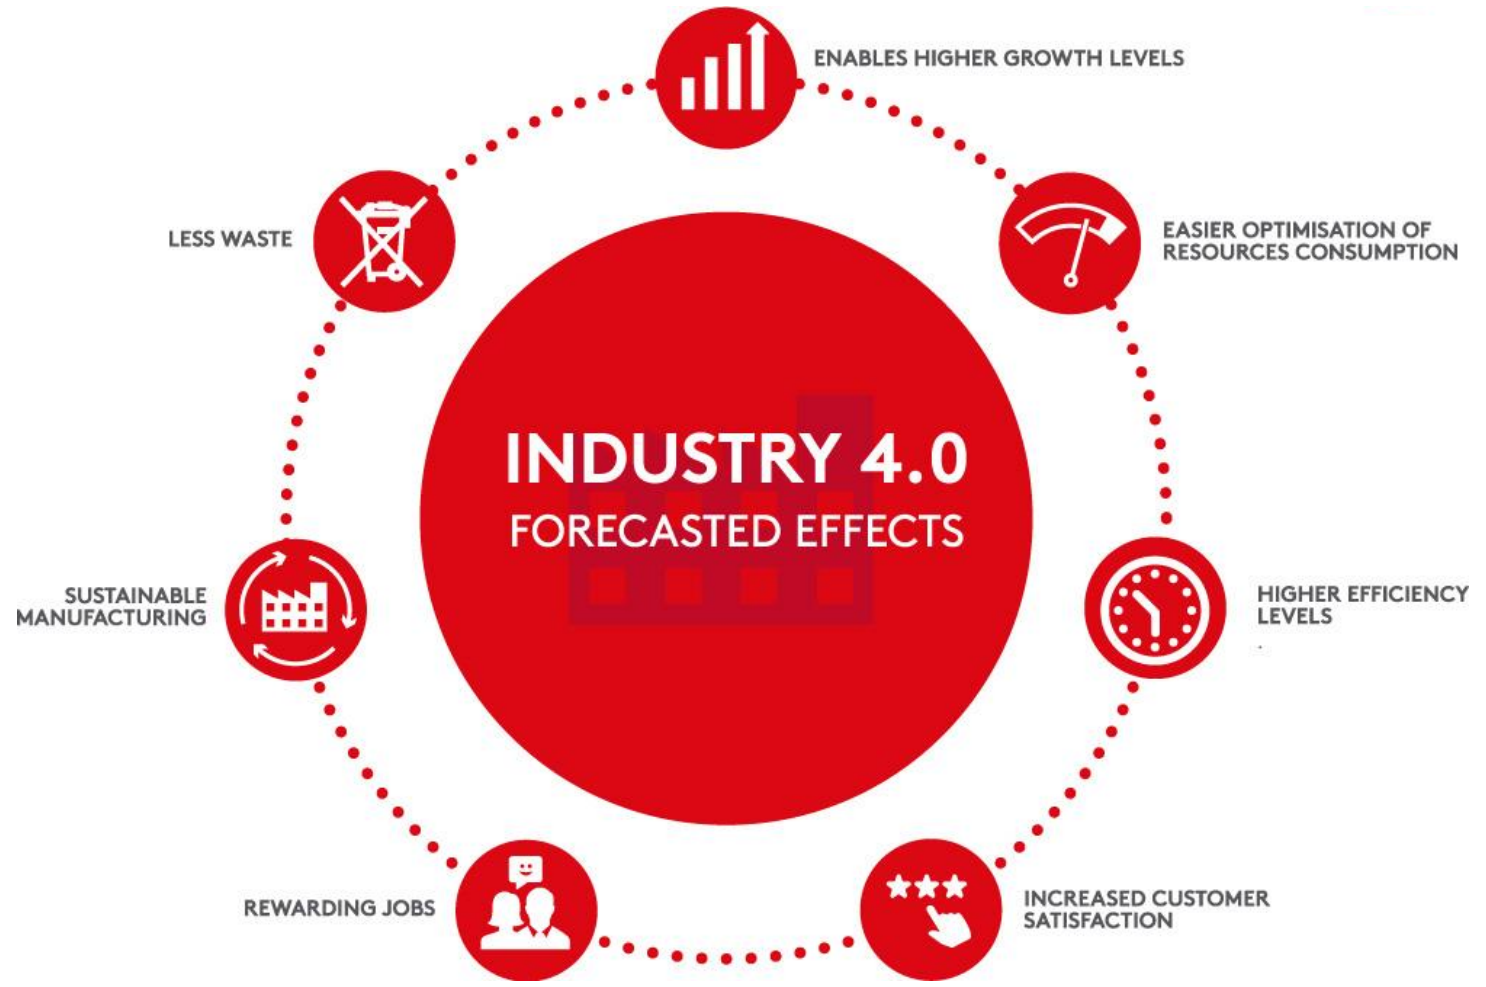 ENABLES HIGHER GROWTH LEVELS
EASIER OPTIMISATION OF
RESOURCES CONSUMPTION
LESS WASTE
INDUSTRY 4.0
FORECASTED EFFECTS
HIGHER EFFICIENCY
LEVELS
.
SUSTAINABLE
MANUFACTURING
INCREASED CUSTOMER
SATISFACTION
REWARDING JOBS